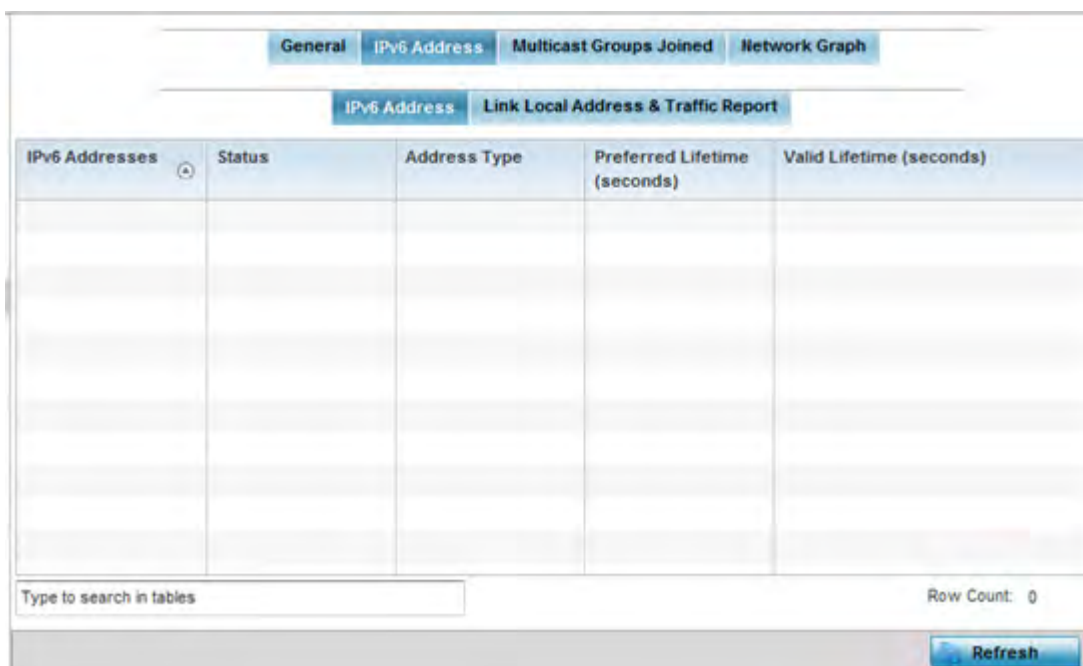 General IPv6 Address Multicast Groups Joined Network Graph
IPv6 Address Link Local Address & Traffic Report
IPv6 Addresses Status Address Type Preferred Lifetime (seconds) Valid Lifetime (seconds)
Type to search in tables Row Count: 0
Refresh